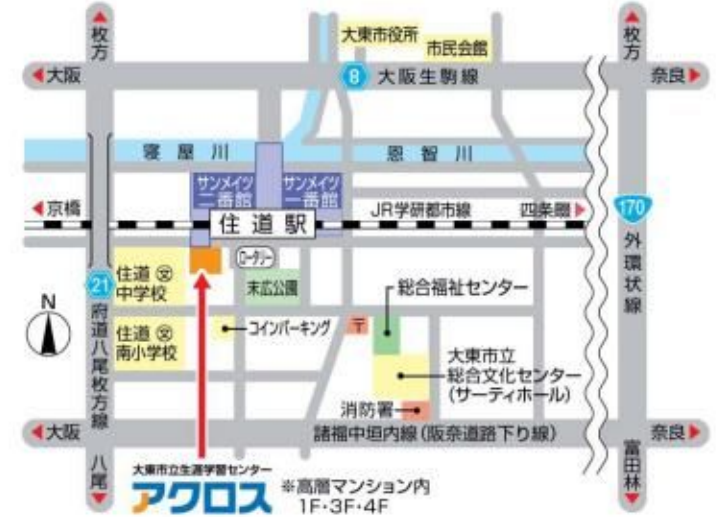 枚方
枚方
大東市役所
市民会館
大阪
8
大阪生駒線
奈良
寝屋川
恩智川
サンメイツ
二番館
サンメイツ
一番館
京橋
住道駅
JR学研都市線
四条畷
170
外環状線
ロータリー
住道 文
中学校
末広公園
総合福祉センター
21
府道八尾枚方線
N
住道 文
南小学校
コインパーキング
〒
大東市立
総合文化センター
(サーティホール)
消防署
大阪
諸福中垣内線(阪奈道路下り線)
奈良
八尾
富田林
大東市立生涯学習センター
アクロス
※高層マンション内
1F・3F・4F